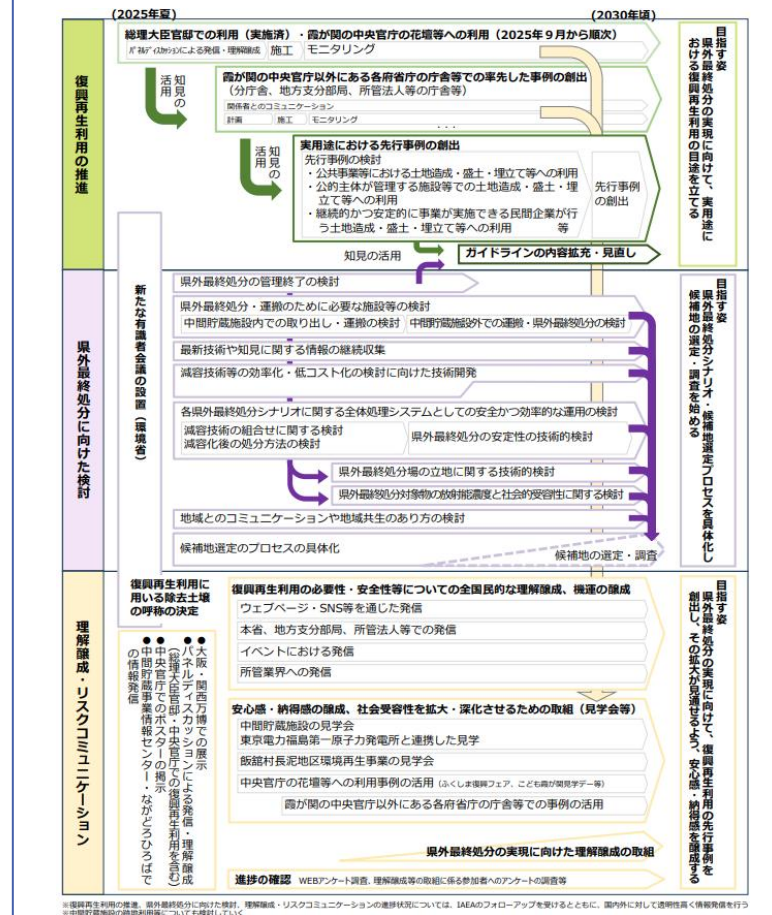 (2025年夏)
(2030年頃)
復興再生利用の推進
総理大臣官邸での利用（実施済）・霞が関の中央官庁の花壇等への利用（2025年９月から順次）
パネルディスカッションによる発信・理解醸成
施工
モニタリング
知見の
活用
霞が関の中央官庁以外にある各府省庁の庁舎等での率先した事例の創出
（分庁舎、地方支分部局、所管法人等の庁舎等）
関係者とのコミュニケーション
計画
施工
モニタリング
・・・
知見の
活用
実用途における先行事例の創出
先行事例の検討
・公共事業等における土地造成・盛土・埋立て等への利用
・公的主体が管理する施設等での土地造成・盛土・埋
立て等への利用
・継続的かつ安定的に事業が実施できる民間企業が行
う土地造成・盛土・埋立て等への利用　　等
先行事例
の創出
知見の活用
ガイドラインの内容拡充・見直し
目指す姿
県外最終処分の実現に向けて、実用途に
おける復興再生利用の目途を立てる
新たな有識者会議の設置（環境省）
県外最終処分に向けた検討
県外最終処分の管理終了の検討
県外最終処分・運搬のために必要な施設等の検討
中間貯蔵施設内での取り出し・運搬の検討
中間貯蔵施設外での運搬・県外最終処分の検討
最新技術や知見に関する情報の継続収集
減容技術等の効率化・低コスト化の検討に向けた技術開発
各県外最終処分シナリオに関する全体処理システムとしての安全かつ効率的な運用の検討
減容技術の組合せに関する検討
減容化後の処分方法の検討
県外最終処分の安定性の技術的検討
県外最終処分場の立地に関する技術的検討
県外最終処分対象物の放射能濃度と社会的受容性に関する検討
地域とのコミュニケーションや地域共生のあり方の検討
候補地選定のプロセスの具体化
候補地の選定・調査
目指す姿
県外最終処分シナリオ・候補地選定プロセスを具体化し
候補地の選定・調査を始める
理解醸成・リスクコミュニケーション
復興再生利用に
用いる除去土壌
の呼称の決定
●大阪・関西万博での展示
●パネルディスカッションによる発信・理解醸成
（総理大臣官邸・中央官庁での復興再生利用を含む）
●中央官庁でのポスターの掲示
●中間貯蔵事業情報センター・ながどろひろばで
の情報発信
復興再生利用の必要性・安全性等についての全国民的な理解醸成、機運の醸成
ウェブページ・SNS等を通じた発信
本省、地方支分部局、所管法人等での発信
イベントにおける発信
所管業界への発信
安心感・納得感の醸成、社会受容性を拡大・深化させるための取組（見学会等）
中間貯蔵施設の見学会
東京電力福島第一原子力発電所と連携した見学
飯舘村長泥地区環境再生事業の見学会
中央官庁の花壇等への利用事例の活用（ふくしま復興フェア、こども霞が関見学デー等）
霞が関の中央官庁以外にある各府省庁の庁舎等での事例の活用
県外最終処分の実現に向けた理解醸成の取組
進捗の確認　WEBアンケート調査、理解醸成等の取組に係る参加者へのアンケートの調査等
目指す姿
県外最終処分の実現に向けて、復興再生利用の先行事例を
創出し、その拡大が見通せるよう、安心感・納得感を醸成する
※復興再生利用の推進、県外最終処分に向けた検討、理解醸成・リスクコミュニケーションの進捗状況については、IAEAのフォローアップを受けるとともに、国内外に対して透明性高く情報発信を行う
※中間貯蔵施設の跡地利用等についても検討していく